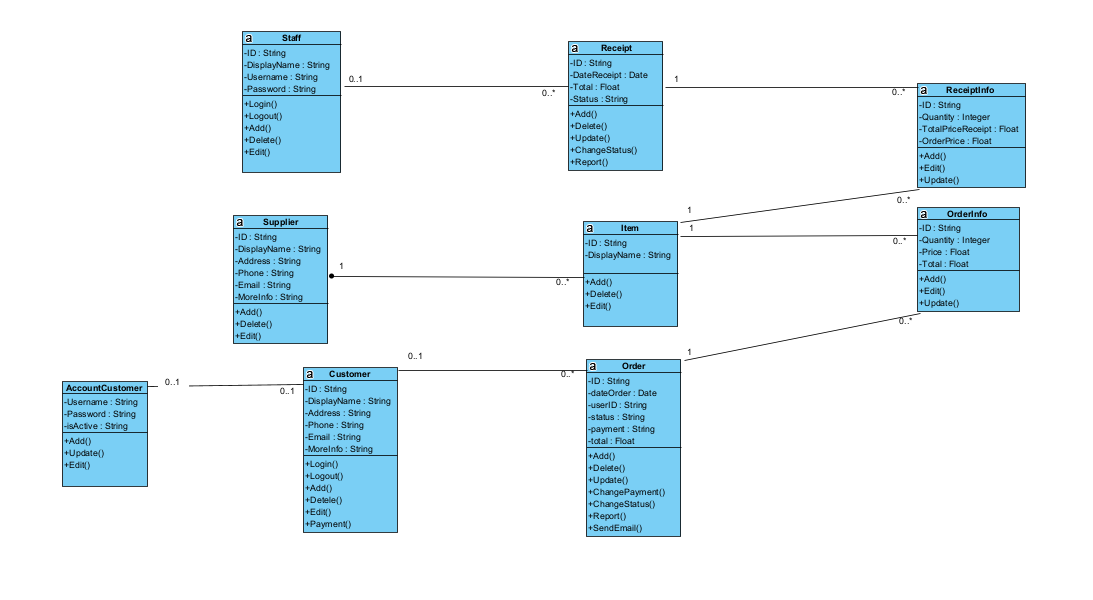 a Staff
-ID : String
-DisplayName : String
-Username : String
-Password : String
+Login()
+Logout()
+Add()
+Delete()
+Edit()
0..1
0..*
a Receipt
-ID : String
-DateReceipt : Date
-Total : Float
-Status : String
+Add()
+Delete()
+Update()
+ChangeStatus()
+Report()
1
0..*
a ReceiptInfo
-ID : String
-Quantity : Integer
-TotalPriceReceipt : Float
-OrderPrice : Float
+Add()
+Edit()
+Update()
0..*
1
a Supplier
-ID : String
-DisplayName : String
-Address : String
-Phone : String
-Email : String
-MoreInfo : String
+Add()
+Delete()
+Edit()
1
0..*
a Item
-ID : String
-DisplayName : String
+Add()
+Delete()
+Edit()
1
0..*
a OrderInfo
-ID : String
-Quantity : Integer
-Price : Float
-Total : Float
+Add()
+Edit()
+Update()
0..*
1
AccountCustomer
-Username : String
-Password : String
-isActive : String
+Add()
+Update()
+Edit()
0..1
0..1
a Customer
-ID : String
-DisplayName : String
-Address : String
-Phone : String
-Email : String
-MoreInfo : String
+Login()
+Logout()
+Add()
+Detele()
+Edit()
+Payment()
0..1
0..*
a Order
-ID : String
-dateOrder : Date
-userID : String
-status : String
-payment : String
-total : Float
+Add()
+Delete()
+Update()
+ChangePayment()
+ChangeStatus()
+Report()
+SendEmail()